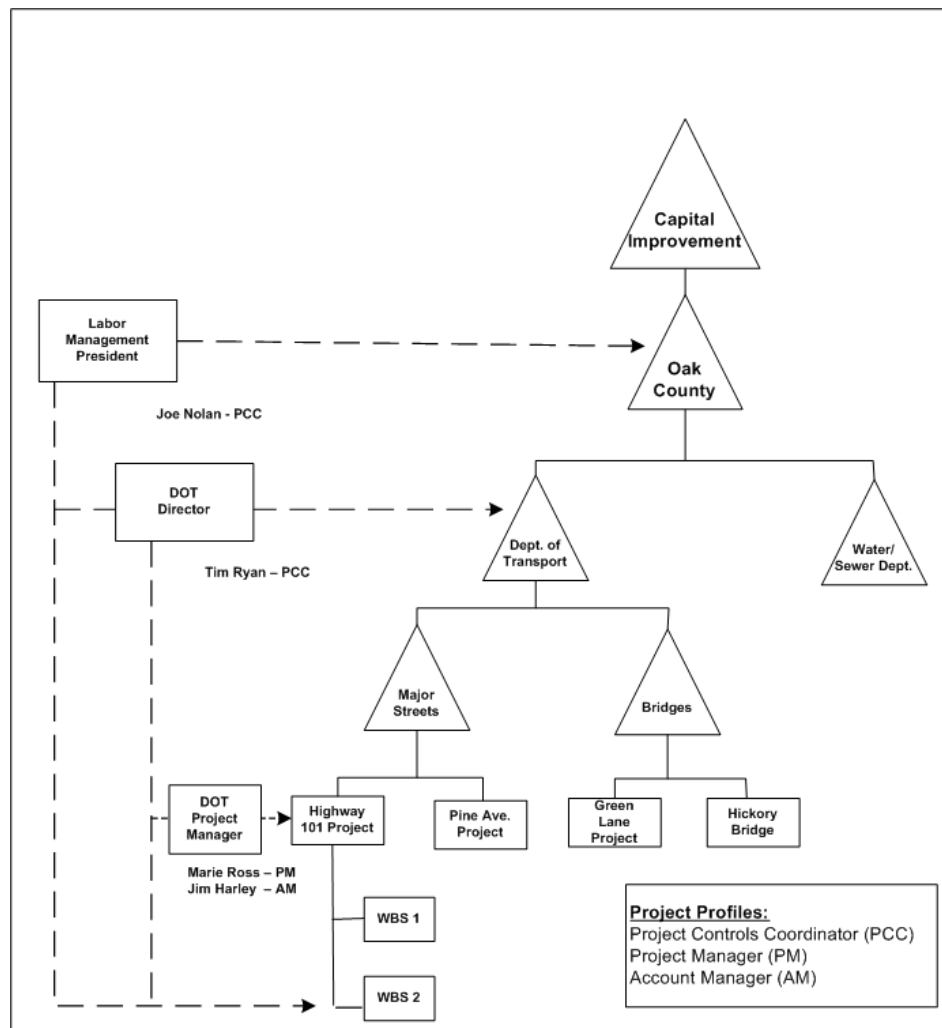 Capital
Improvement
Labor
Management
President
Oak
County
Joe Nolan - PCC
DOT
Director
Dept. of
Transport
Water/
Sewer Dept.
Tim Ryan – PCC
Major
Streets
Bridges
DOT
Project
Manager
Highway
101 Project
Pine Ave.
Project
Green
Lane
Project
Hickory
Bridge
Marie Ross – PM
Jim Harley – AM
WBS 1
WBS 2
Project Profiles:
Project Controls Coordinator (PCC)
Project Manager (PM)
Account Manager (AM)